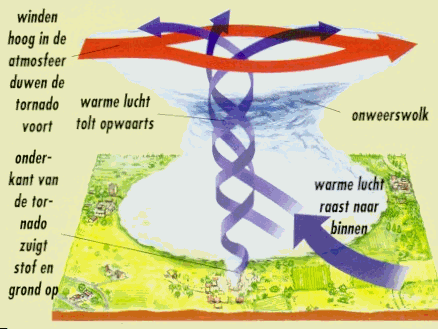 winden
hoog in de
atmosfeer
duwen de
tornado
voort
warme lucht
tolt opwaarts
onweerswolk
onder-
kant van
de tor-
nado
zuigt
stof en
grond op
warme lucht
raast naar
binnen